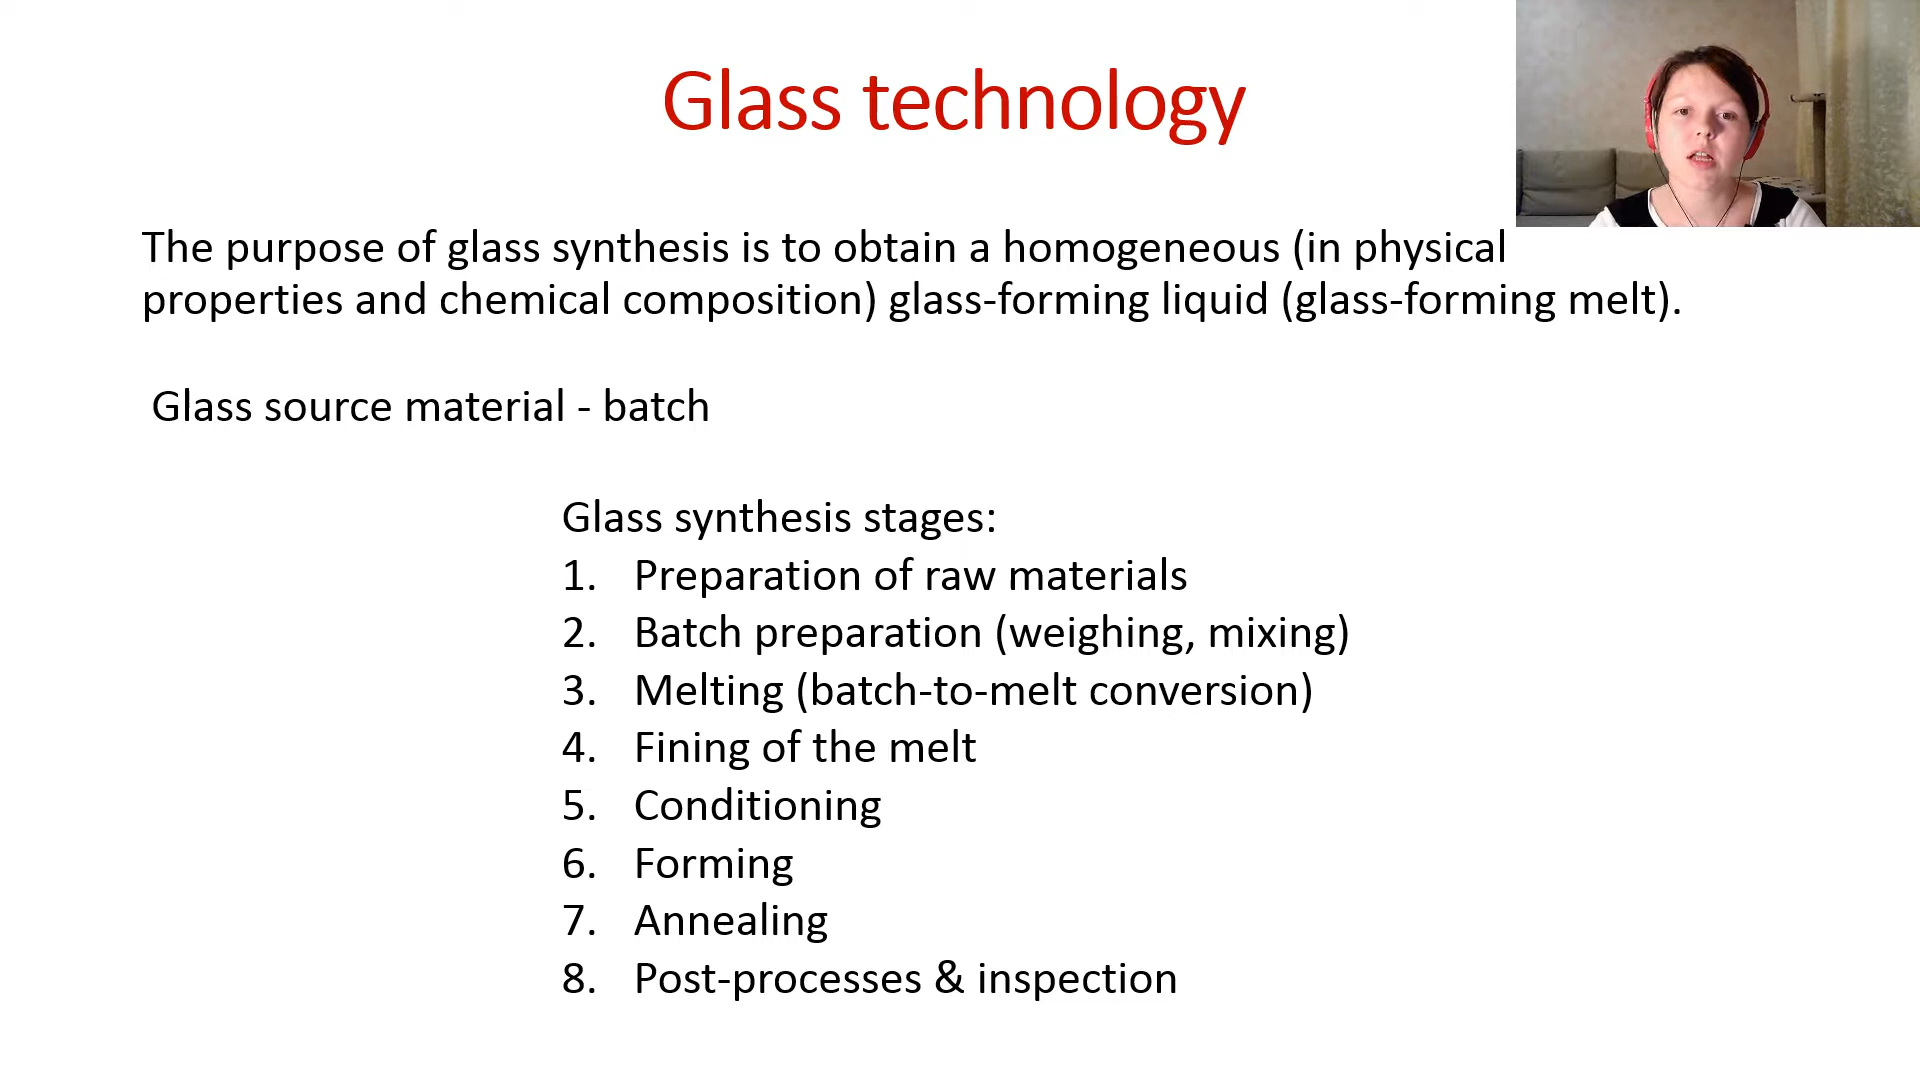 Glass technology
The purpose of glass synthesis is to obtain a homogeneous (in physical
properties and chemical composition) glass-forming liquid (glass-forming melt).
Glass source material - batch
Glass synthesis stages:
1. Preparation of raw materials
2. Batch preparation (weighing, mixing)
3. Melting (batch-to-melt conversion)
4. Fining of the melt
5. Conditioning
6. Forming
7. Annealing
8. Post-processes & inspection